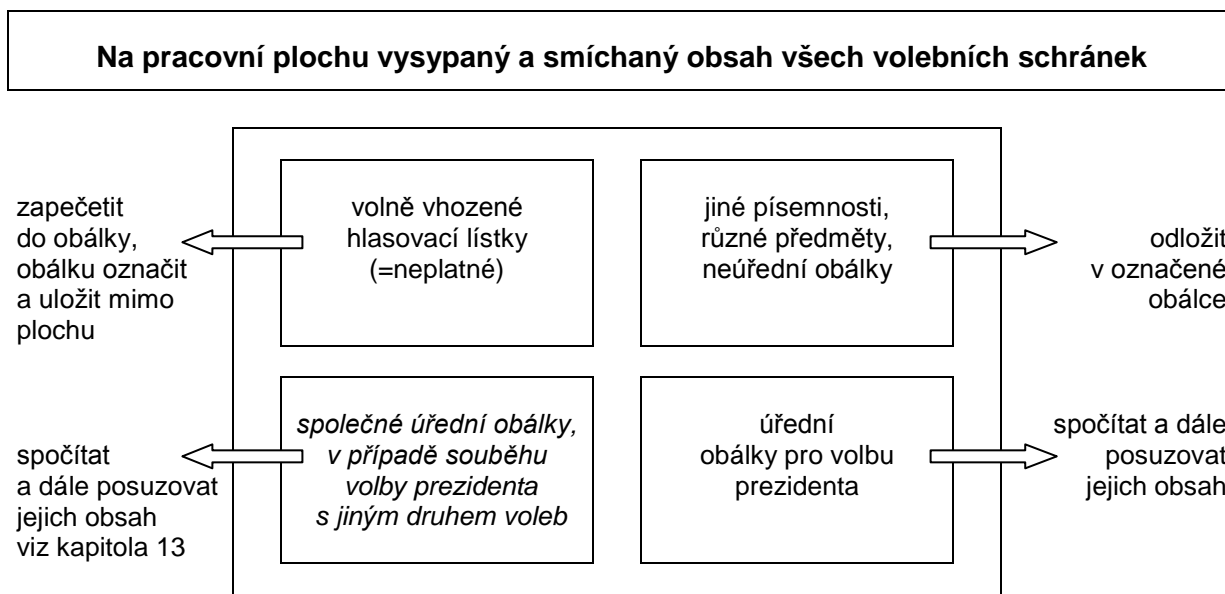 Na pracovní plochu vysypaný a smíchaný obsah všech volebních schránek
zapečetit
do obálky,
obálku označit
a uložit mimo
plochu
volně vhozené
hlasovací lístky
(=neplatné)
jiné písemnosti,
různé předměty,
neúřední obálky
odložit
v označené
obálce
spočítat
a dále posuzovat
jejich obsah
viz kapitola 13
společné úřední obálky,
v případě souběhu
volby prezidenta
s jiným druhem voleb
úřední
obálky pro volbu
prezidenta
spočítat a dále
posuzovat
jejich obsah